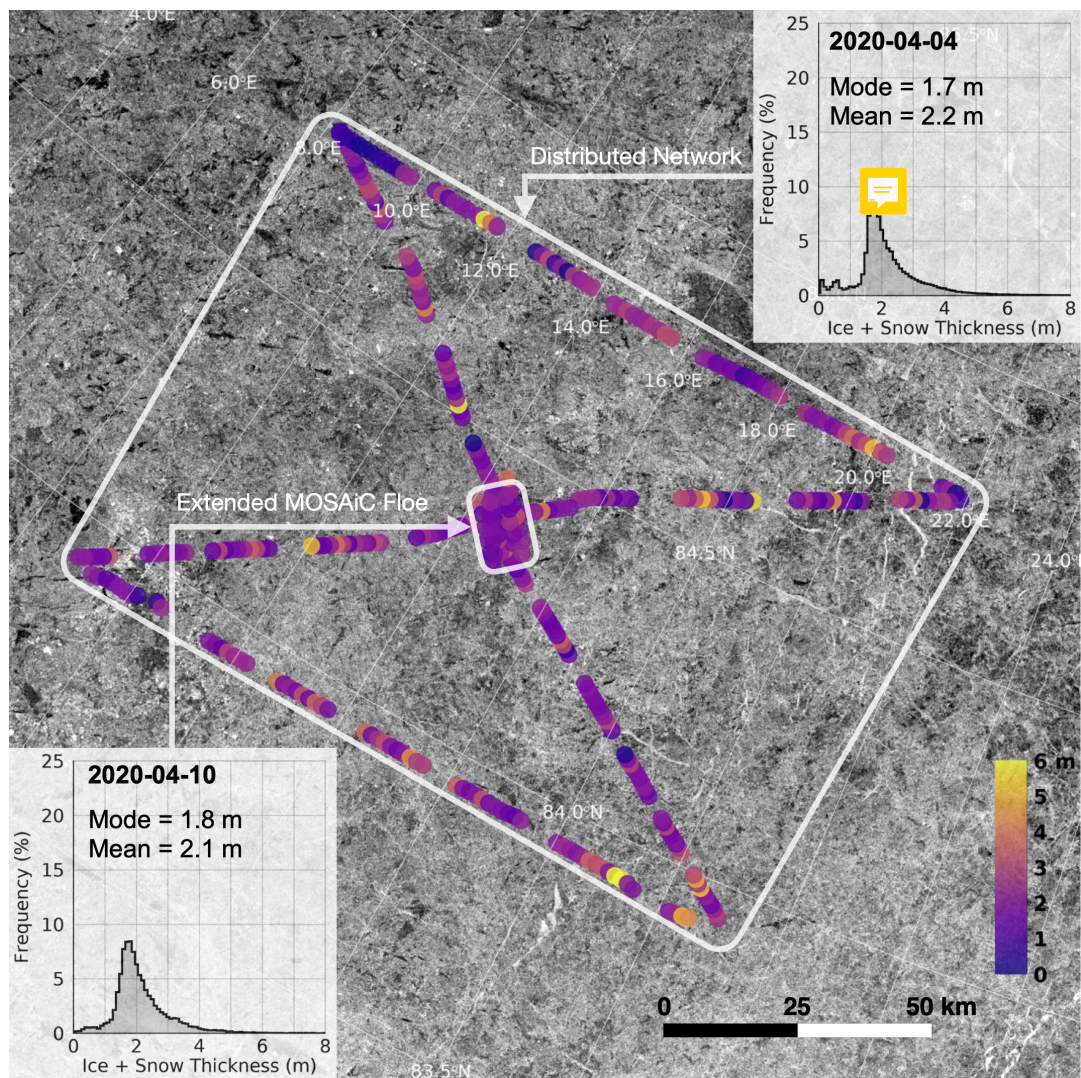 4.0°E
6.0°E
8.0°E
10.0°E
12.0°E
14.0°E
16.0°E
18.0°E
20.0°E
22.0°E
24.0°
84.5°N
84.0°N
83.5°N
Distributed Network
Extended MOSAiC Floe
2020-04-04
Mode = 1.7 m
Mean = 2.2 m
Frequency (%)
25
20
15
10
5
0
0 2 4 6 8
Ice + Snow Thickness (m)
2020-04-10
Mode = 1.8 m
Mean = 2.1 m
Frequency (%)
25
20
15
10
5
0
0 2 4 6 8
Ice + Snow Thickness (m)
6 m
5
4
3
2
1
0
0 25 50 km